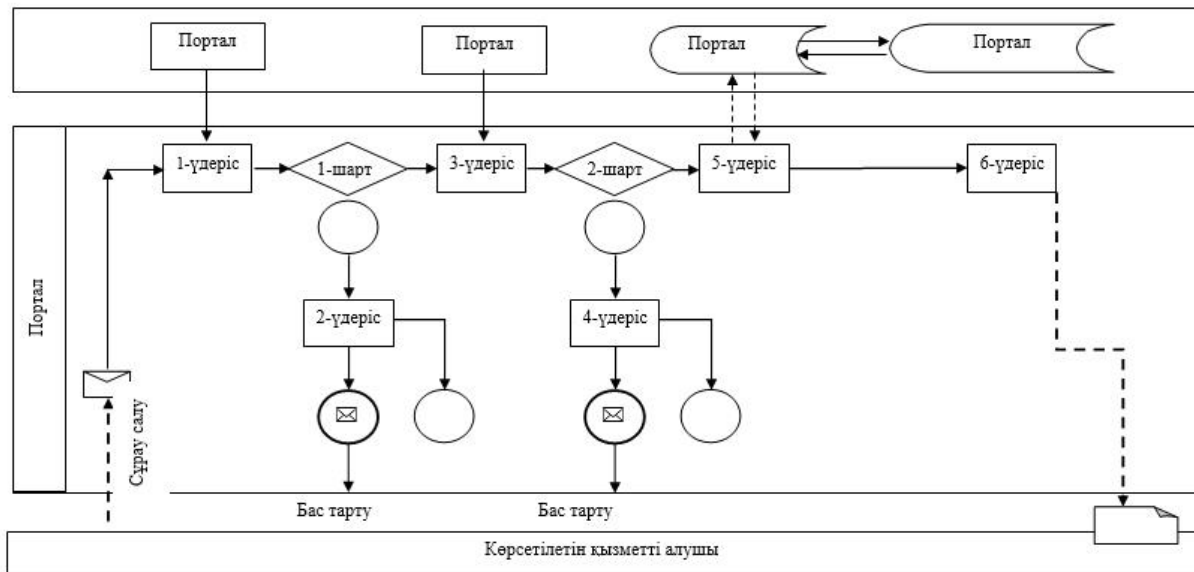 Портал
Портал
Портал
Портал
1-үдеріс
1-шарт
3-үдеріс
2-шарт
5-үдеріс
6-үдеріс
Портал
2-үдеріс
4-үдеріс
Сұрау салу
Бас тарту
Бас тарту
Көрсетілетін қызметті алушы